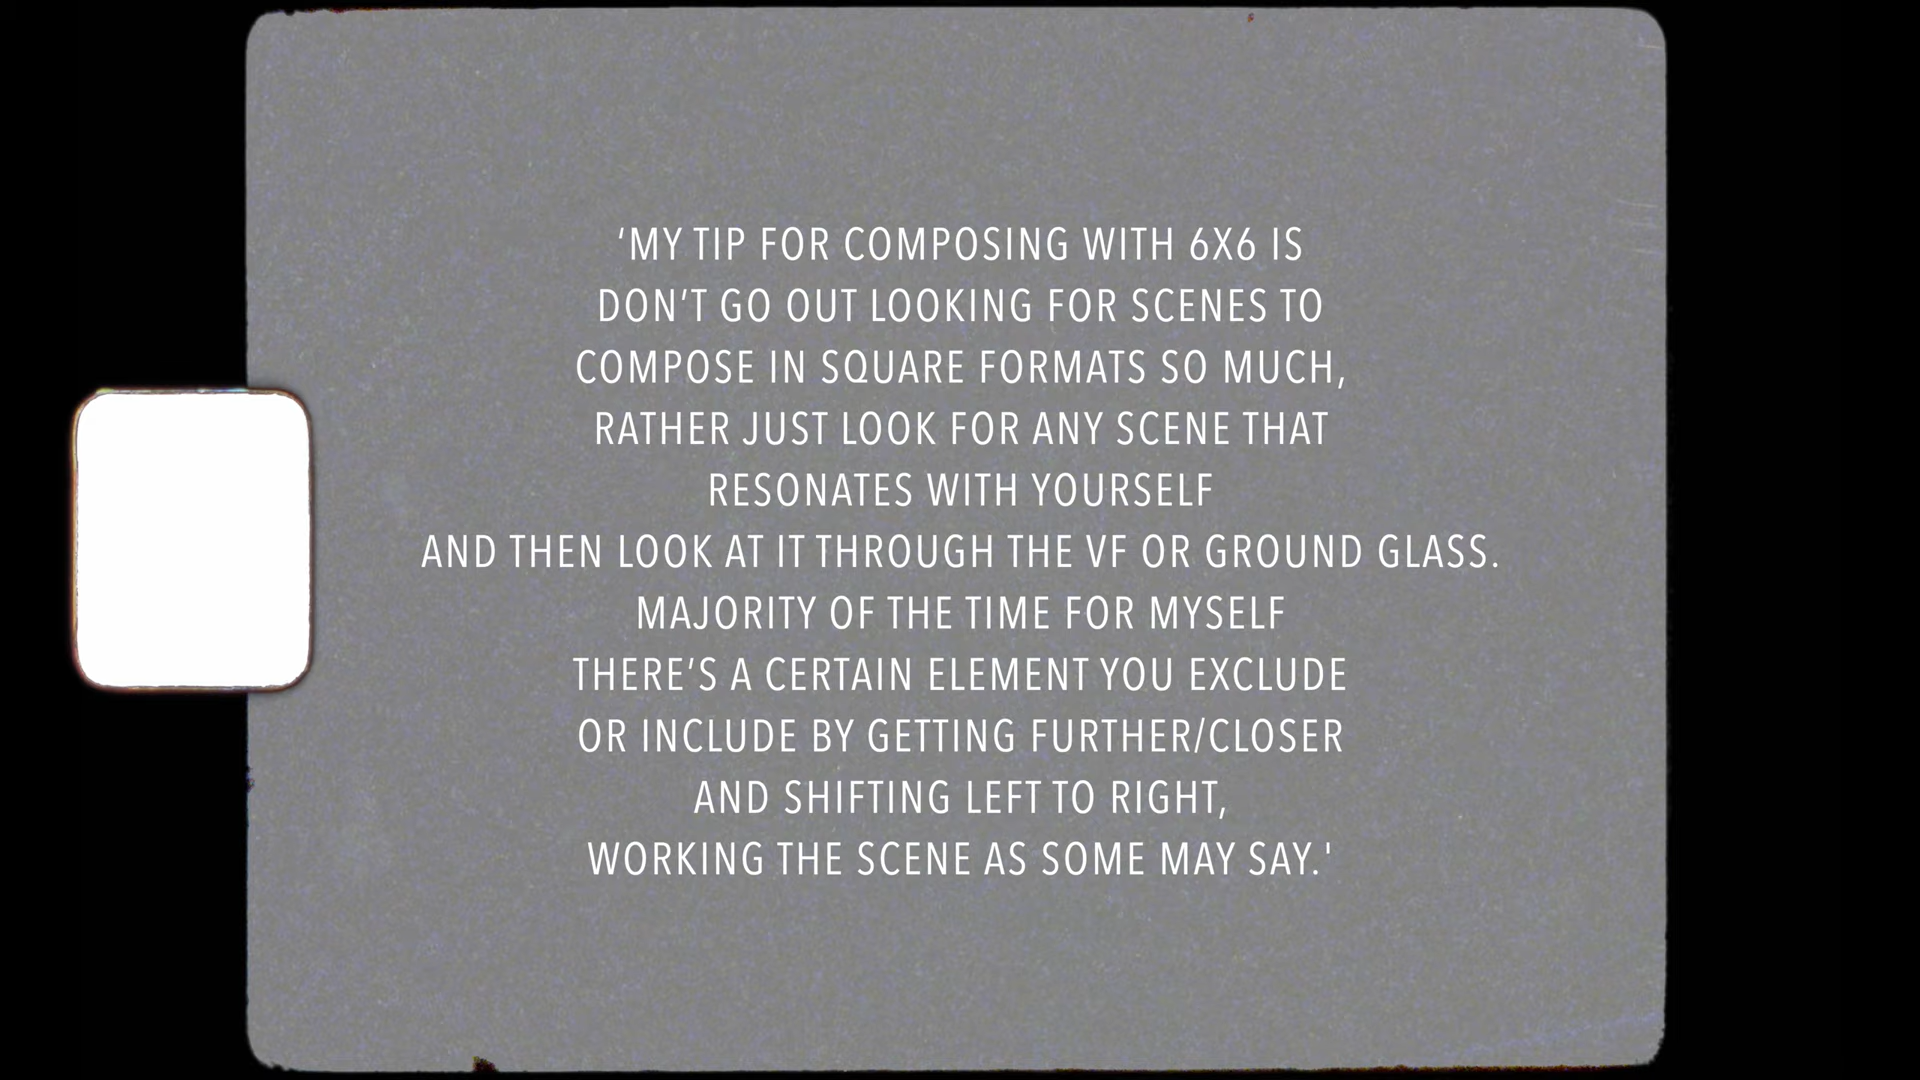 ‘MY TIP FOR COMPOSING WITH 6X6 IS
DON’T GO OUT LOOKING FOR SCENES TO
COMPOSE IN SQUARE FORMATS SO MUCH,
RATHER JUST LOOK FOR ANY SCENE THAT
RESONATES WITH YOURSELF
AND THEN LOOK AT IT THROUGH THE VF OR GROUND GLASS.
MAJORITY OF THE TIME FOR MYSELF
THERE’S A CERTAIN ELEMENT YOU EXCLUDE
OR INCLUDE BY GETTING FURTHER/CLOSER
AND SHIFTING LEFT TO RIGHT,
WORKING THE SCENE AS SOME MAY SAY.'